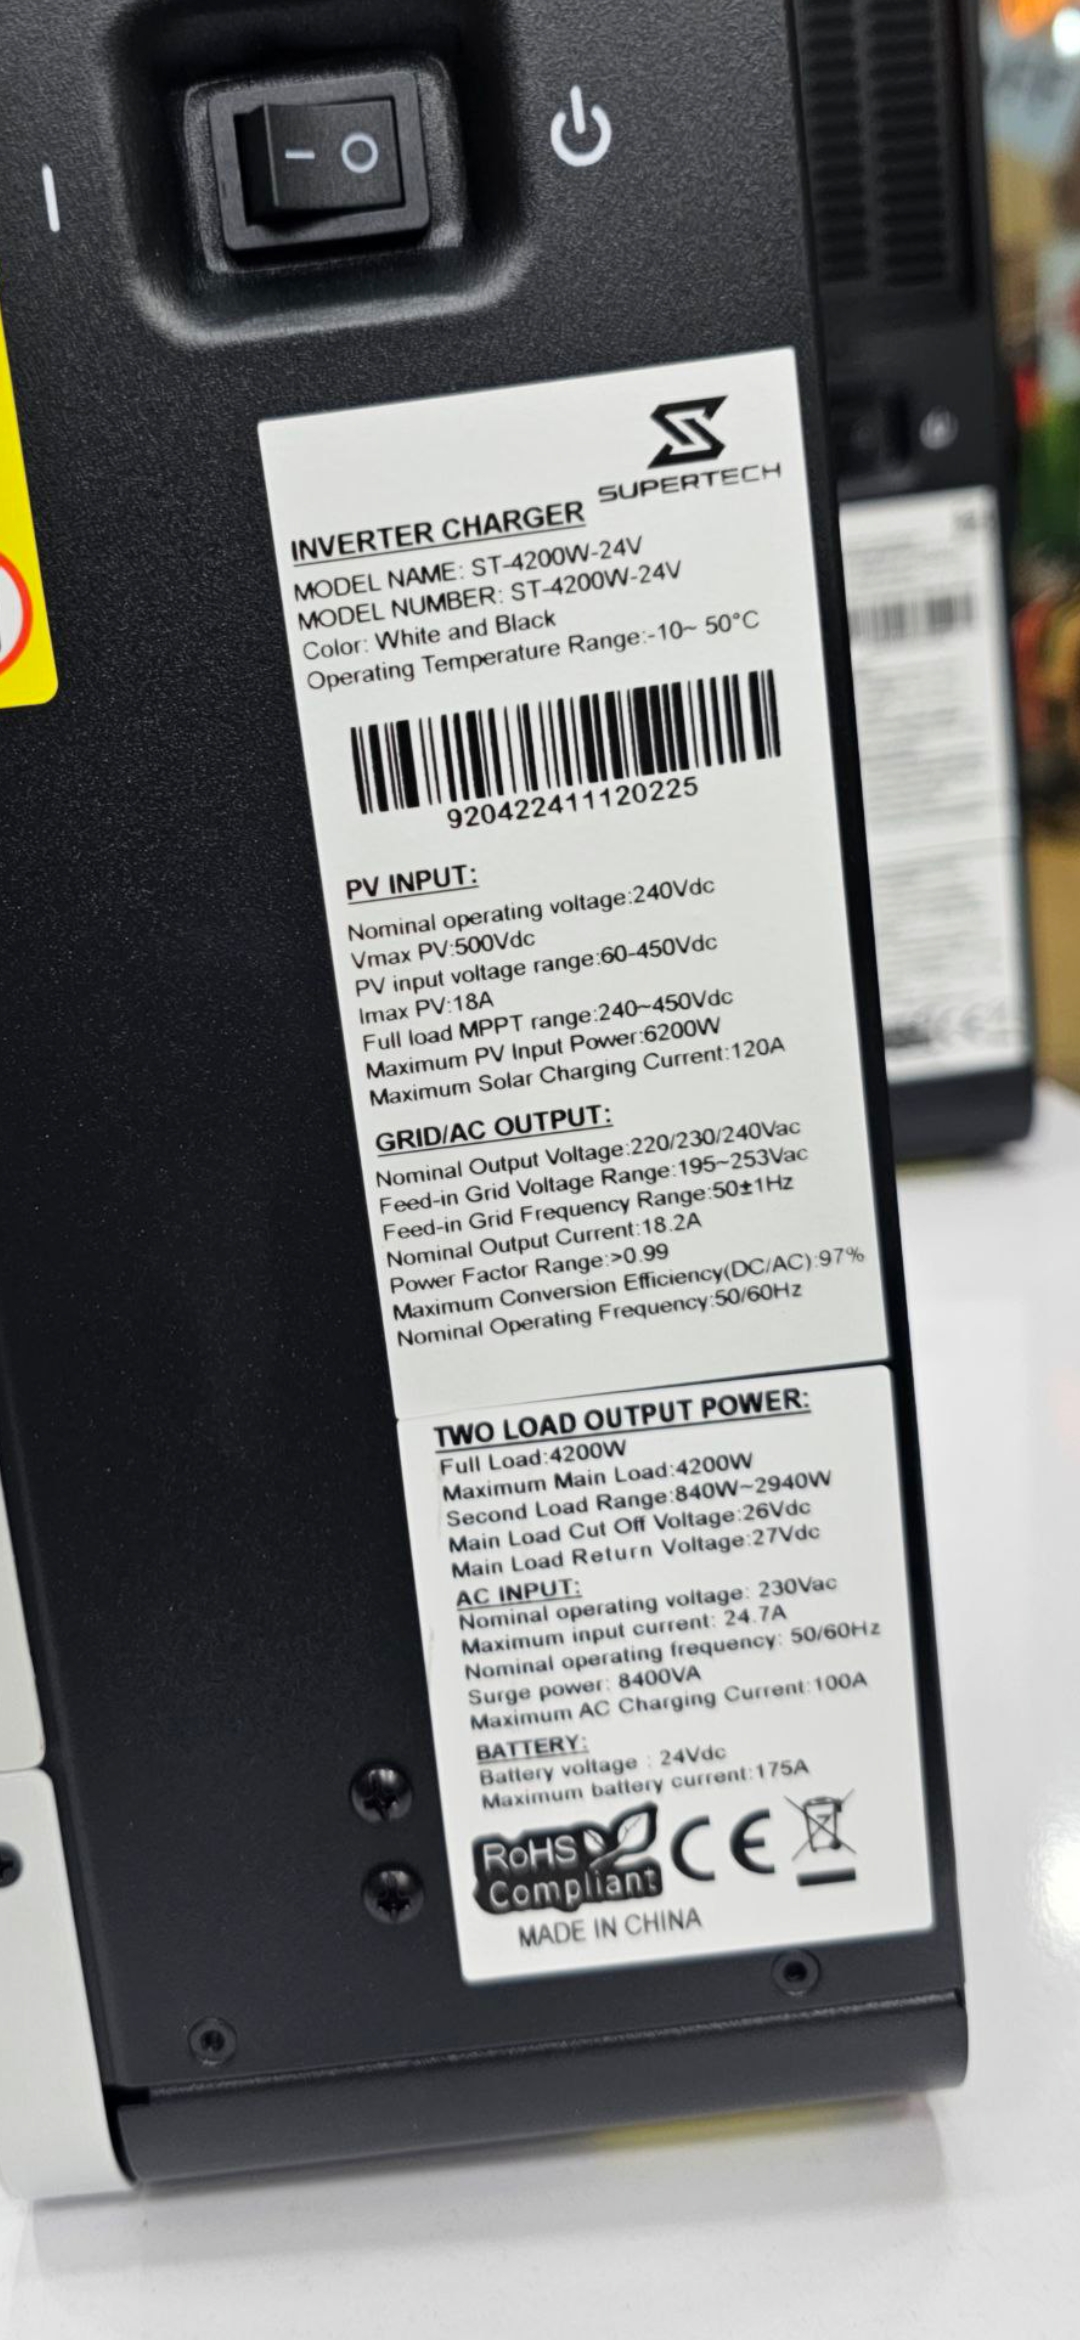 SUPERTECH
INVERTER CHARGER
MODEL NAME: ST-4200W-24V
MODEL NUMBER: ST-4200W-24V
Color: White and Black
Operating Temperature Range:-10~ 50°C
920422411120225
PV INPUT:
Nominal operating voltage:240Vdc
Vmax PV:500Vdc
PV input voltage range:60-450Vdc
Imax PV:18A
Full load MPPT range:240~450Vdc
Maximum PV Input Power:6200W
Maximum Solar Charging Current:120A
GRID/AC OUTPUT:
Nominal Output Voltage:220/230/240Vac
Feed-in Grid Voltage Range:195~253Vac
Feed-in Grid Frequency Range:50±1Hz
Nominal Output Current:18.2A
Power Factor Range:>0.99
Maximum Conversion Efficiency(DC/AC):97%
Nominal Operating Frequency:50/60Hz
TWO LOAD OUTPUT POWER:
Full Load:4200W
Maximum Main Load:4200W
Second Load Range:840W~2940W
Main Load Cut Off Voltage:26Vdc
Main Load Return Voltage:27Vdc
AC INPUT:
Nominal operating voltage: 230Vac
Maximum input current: 24.7A
Nominal operating frequency: 50/60Hz
Surge power: 8400VA
Maximum AC Charging Current:100A
BATTERY:
Battery voltage : 24Vdc
Maximum battery current:175A
RoHS
Compliant
CE
MADE IN CHINA